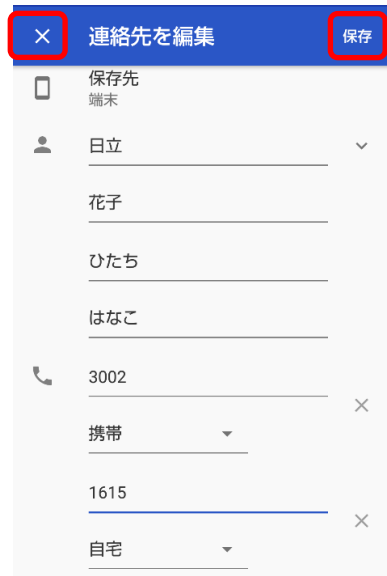 連絡先を編集 保存
保存先
端末
日立
花子
ひたち
はなこ
3002
携帯
1615
自宅